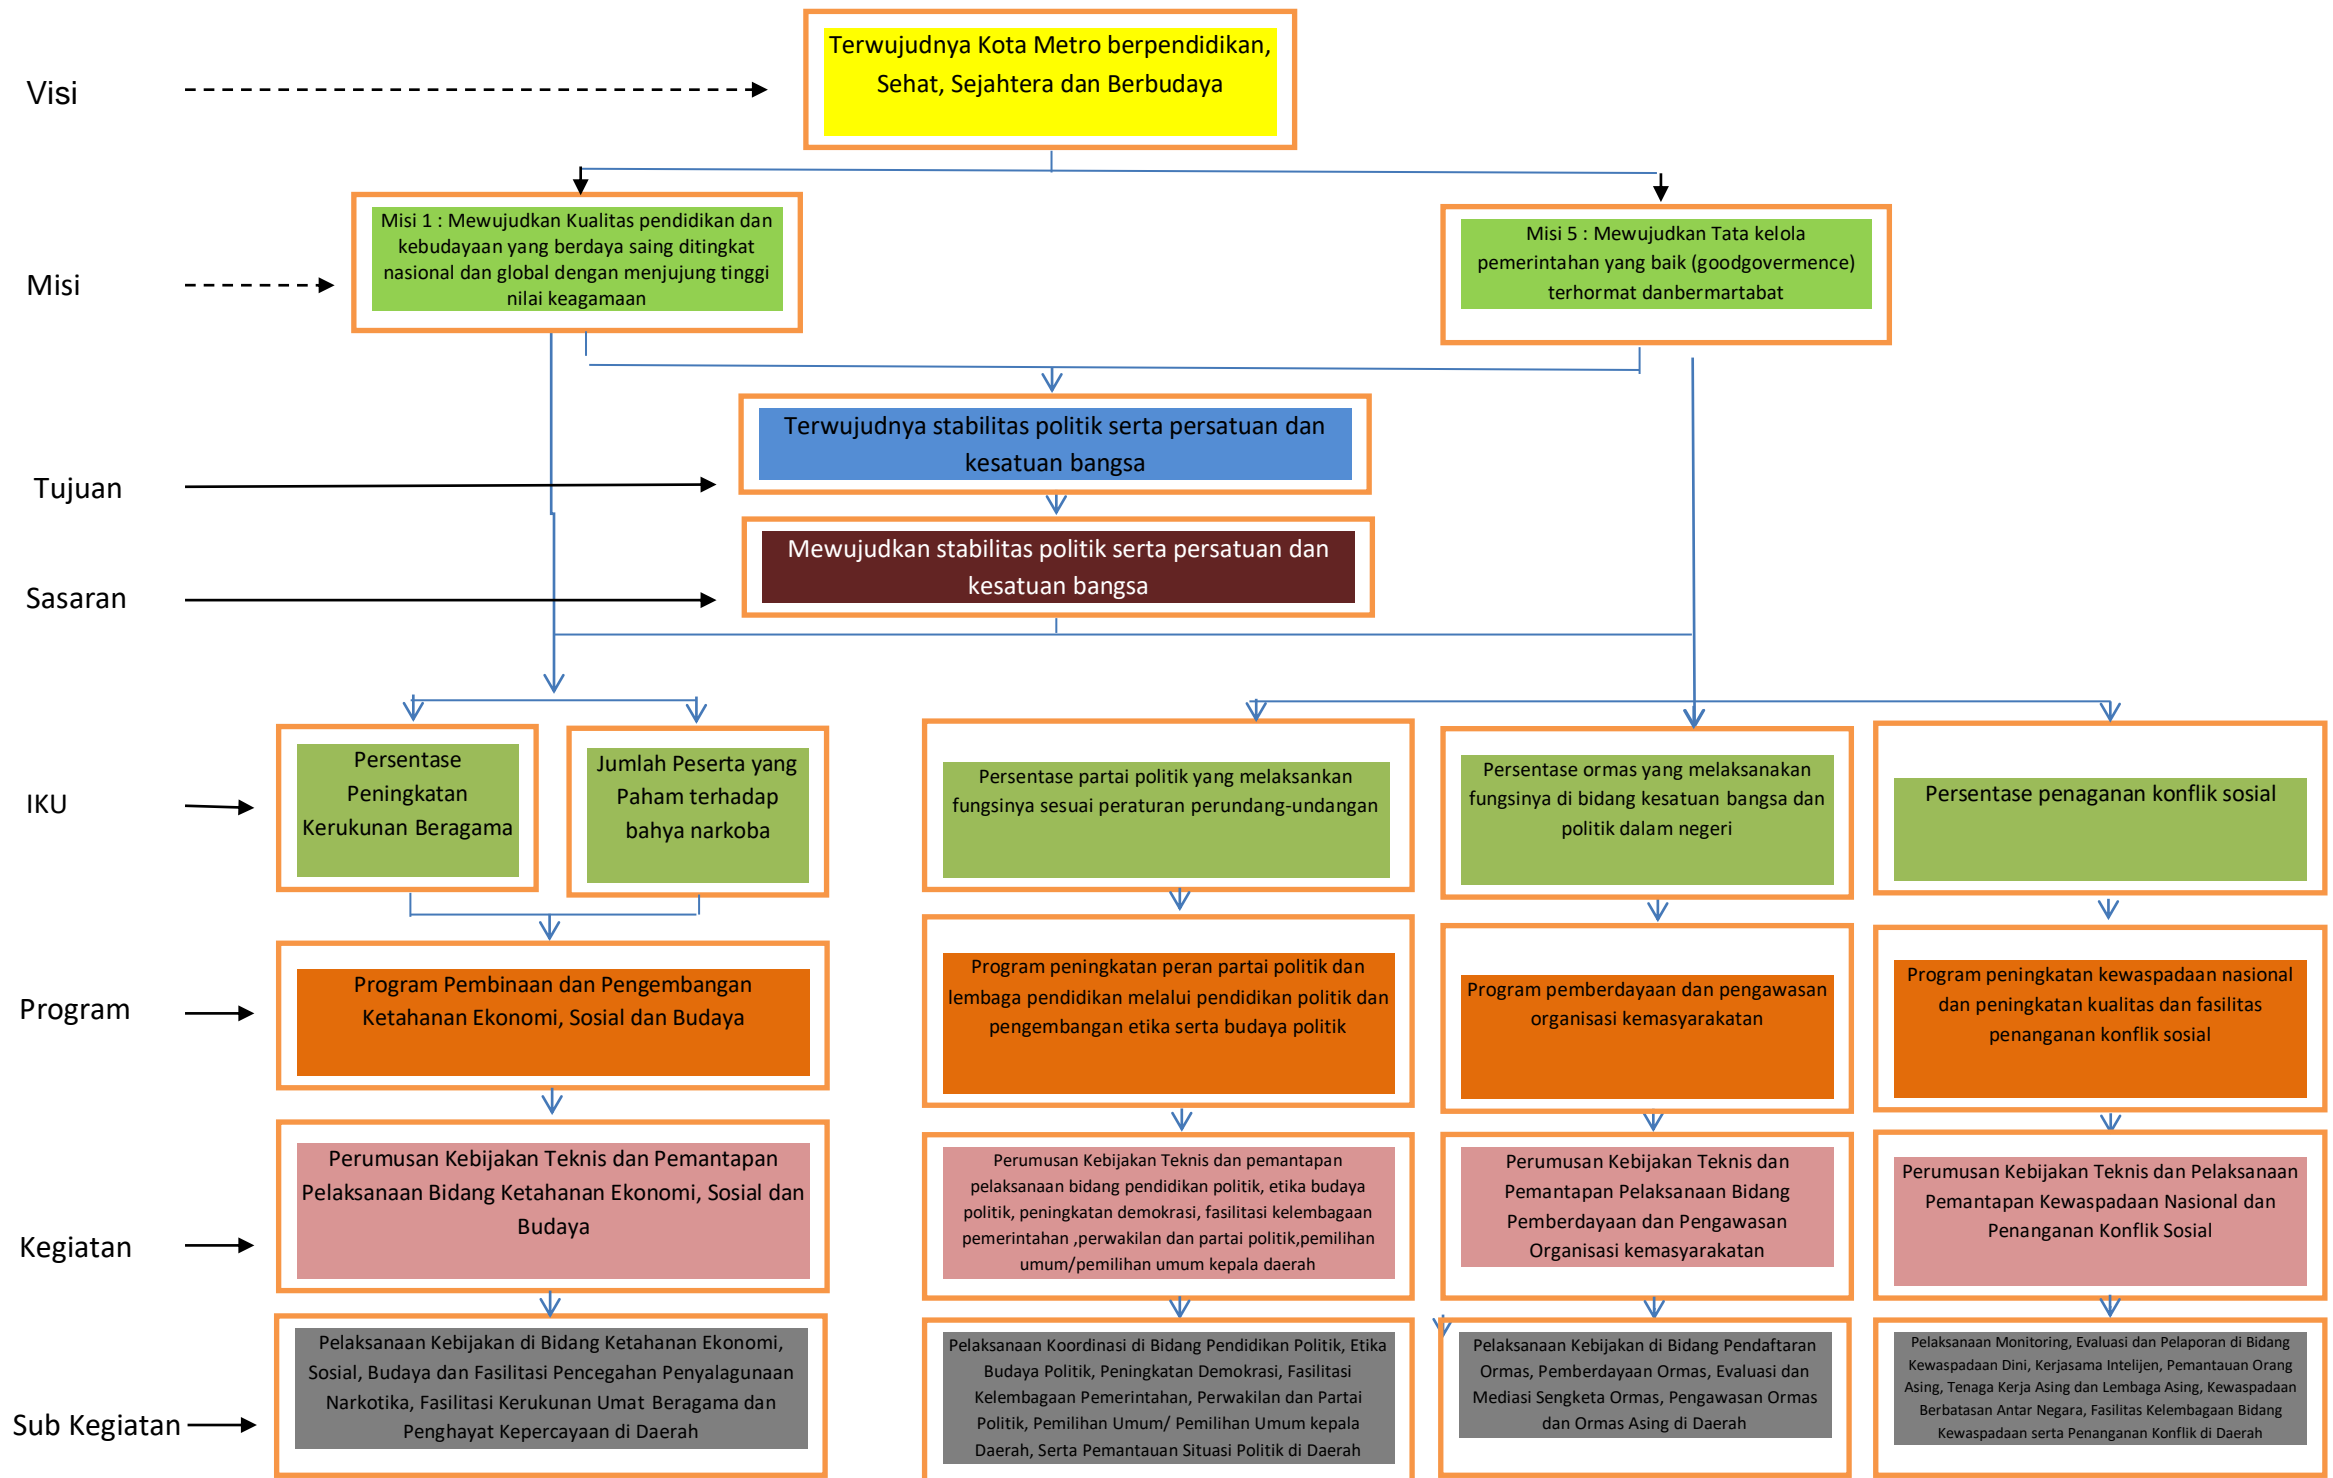 Visi
Terwujudnya Kota Metro berpendidikan,
Sehat, Sejahtera dan Berbudaya
Misi
Misi 1 : Mewujudkan Kualitas pendidikan dan
kebudayaan yang berdaya saing ditingkat
nasional dan global dengan menjujung tinggi
nilai keagamaan
Misi 5 : Mewujudkan Tata kelola
pemerintahan yang baik (goodgovermence)
terhormat danbermartabat
Tujuan
Terwujudnya stabilitas politik serta persatuan dan
kesatuan bangsa
Sasaran
Mewujudkan stabilitas politik serta persatuan dan
kesatuan bangsa
IKU
Persentase
Peningkatan
Kerukunan Beragama
Jumlah Peserta yang
Paham terhadap
bahya narkoba
Persentase partai politik yang melaksankan
fungsinya sesuai peraturan perundang-undangan
Persentase ormas yang melaksanakan
fungsinya di bidang kesatuan bangsa dan
politik dalam negeri
Persentase penaganan konflik sosial
Program
Program Pembinaan dan Pengembangan
Ketahanan Ekonomi, Sosial dan Budaya
Program peningkatan peran partai politik dan
lembaga pendidikan melalui pendidikan politik dan
pengembangan etika serta budaya politik
Program pemberdayaan dan pengawasan
organisasi kemasyarakatan
Program peningkatan kewaspadaan nasional
dan peningkatan kualitas dan fasilitas
penanganan konflik sosial
Kegiatan
Perumusan Kebijakan Teknis dan Pemantapan
Pelaksanaan Bidang Ketahanan Ekonomi, Sosial dan
Budaya
Perumusan Kebijakan Teknis dan pemantapan
pelaksanaan bidang pendidikan politik, etika budaya
politik, peningkatan demokrasi, fasilitasi kelembagaan
pemerintahan ,perwakilan dan partai politik,pemilihan
umum/pemilihan umum kepala daerah
Perumusan Kebijakan Teknis dan
Pemantapan Pelaksanaan Bidang
Pemberdayaan dan Pengawasan
Organisasi kemasyarakatan
Perumusan Kebijakan Teknis dan Pelaksanaan
Pemantapan Kewaspadaan Nasional dan
Penanganan Konflik Sosial
Sub Kegiatan
Pelaksanaan Kebijakan di Bidang Ketahanan Ekonomi,
Sosial, Budaya dan Fasilitasi Pencegahan Penyalagunaan
Narkotika, Fasilitasi Kerukunan Umat Beragama dan
Penghayat Kepercayaan di Daerah
Pelaksanaan Koordinasi di Bidang Pendidikan Politik, Etika
Budaya Politik, Peningkatan Demokrasi, Fasilitasi
Kelembagaan Pemerintahan, Perwakilan dan Partai
Politik, Pemilihan Umum/ Pemilihan Umum kepala
Daerah, Serta Pemantauan Situasi Politik di Daerah
Pelaksanaan Kebijakan di Bidang Pendaftaran
Ormas, Pemberdayaan Ormas, Evaluasi dan
Mediasi Sengketa Ormas, Pengawasan Ormas
dan Ormas Asing di Daerah
Pelaksanaan Monitoring, Evaluasi dan Pelaporan di Bidang
Kewaspadaan Dini, Kerjasama Intelijen, Pemantauan Orang
Asing, Tenaga Kerja Asing dan Lembaga Asing, Kewaspadaan
Berbatasan Antar Negara, Fasilitas Kelembagaan Bidang
Kewaspadaan serta Penanganan Konflik di Daerah